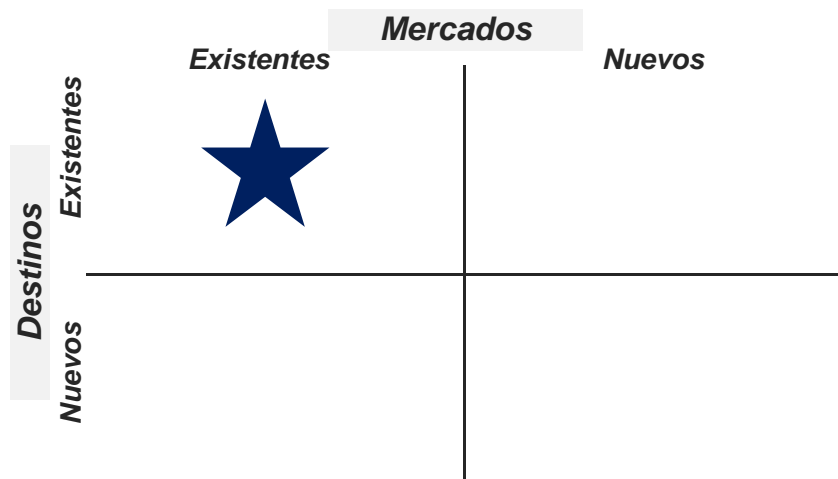 Mercados
Existentes
Nuevos
Destinos
Existentes
Nuevos